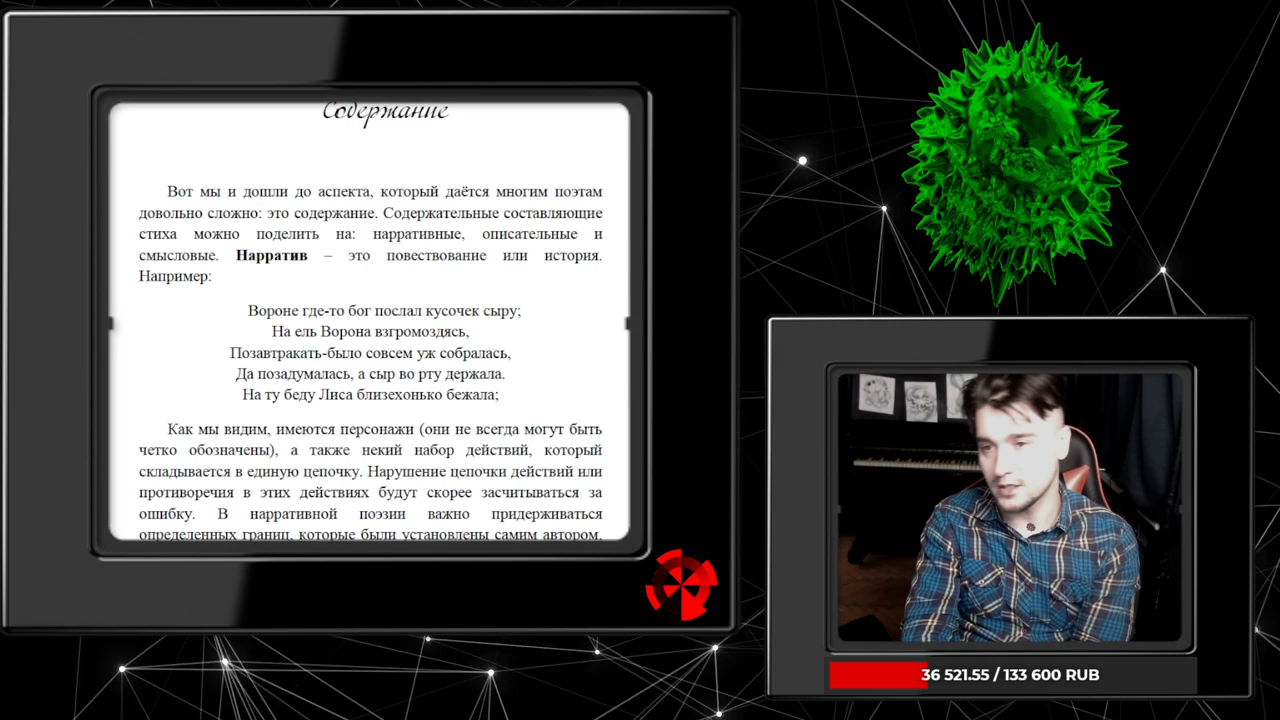 Содержание
Вот мы и дошли до аспекта, который даётся многим поэтам
довольно сложно: это содержание. Содержательные составляющие
стиха можно поделить на: нарративные, описательные и
смысловые. Нарратив – это повествование или история.
Например:
Вороне где-то бог послал кусочек сыру;
На ель Ворона взгромоздясь,
Позавтракать-было совсем уж собралась,
Да позадумалась, а сыр во рту держала.
На ту беду Лиса близехонько бежала;
Как мы видим, имеются персонажи (они не всегда могут быть
четко обозначены), а также некий набор действий, который
складывается в единую цепочку. Нарушение цепочки действий или
противоречия в этих действиях будут скорее засчитываться за
ошибку. В нарративной поэзии важно придерживаться
определенных границ, которые были установлены самим автором,
36 521.55 / 133 600 RUB